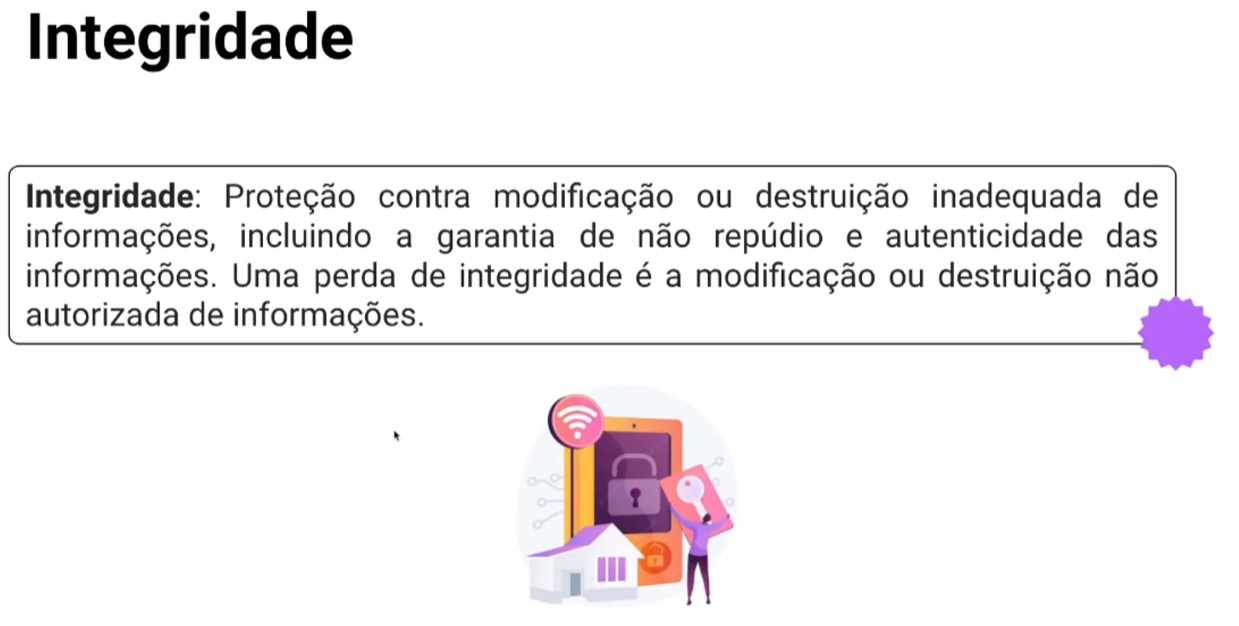 Integridade
Integridade: Proteção contra modificação ou destruição inadequada de
informações, incluindo a garantia de não repúdio e autenticidade das
informações. Uma perda de integridade é a modificação ou destruição não
autorizada de informações.